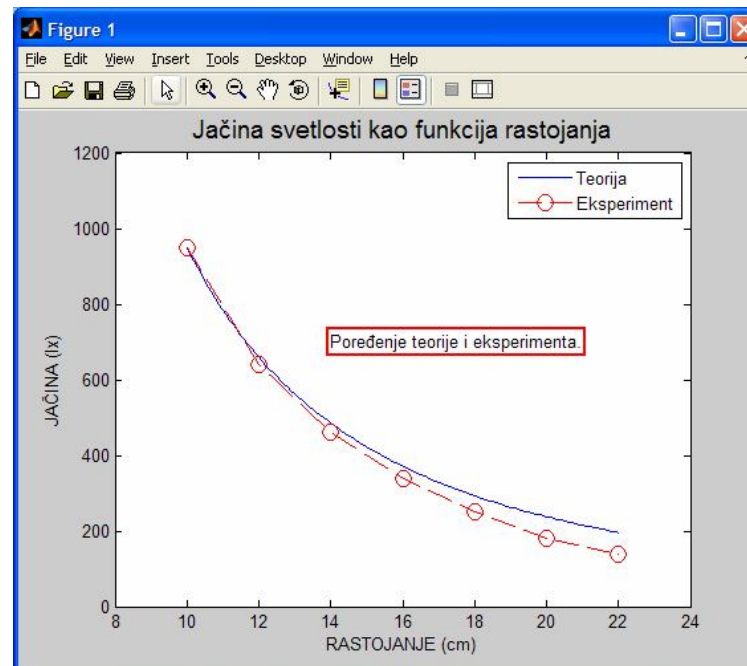 Figure 1
File Edit View Insert Tools Desktop Window Help
Jačina svetlosti kao funkcija rastojanja
1200
1000
800
600
400
200
0
JAČINA (lx)
Teorija
Eksperiment
Poređenje teorije i eksperimenta.
8 10 12 14 16 18 20 22 24
RASTOJANJE (cm)